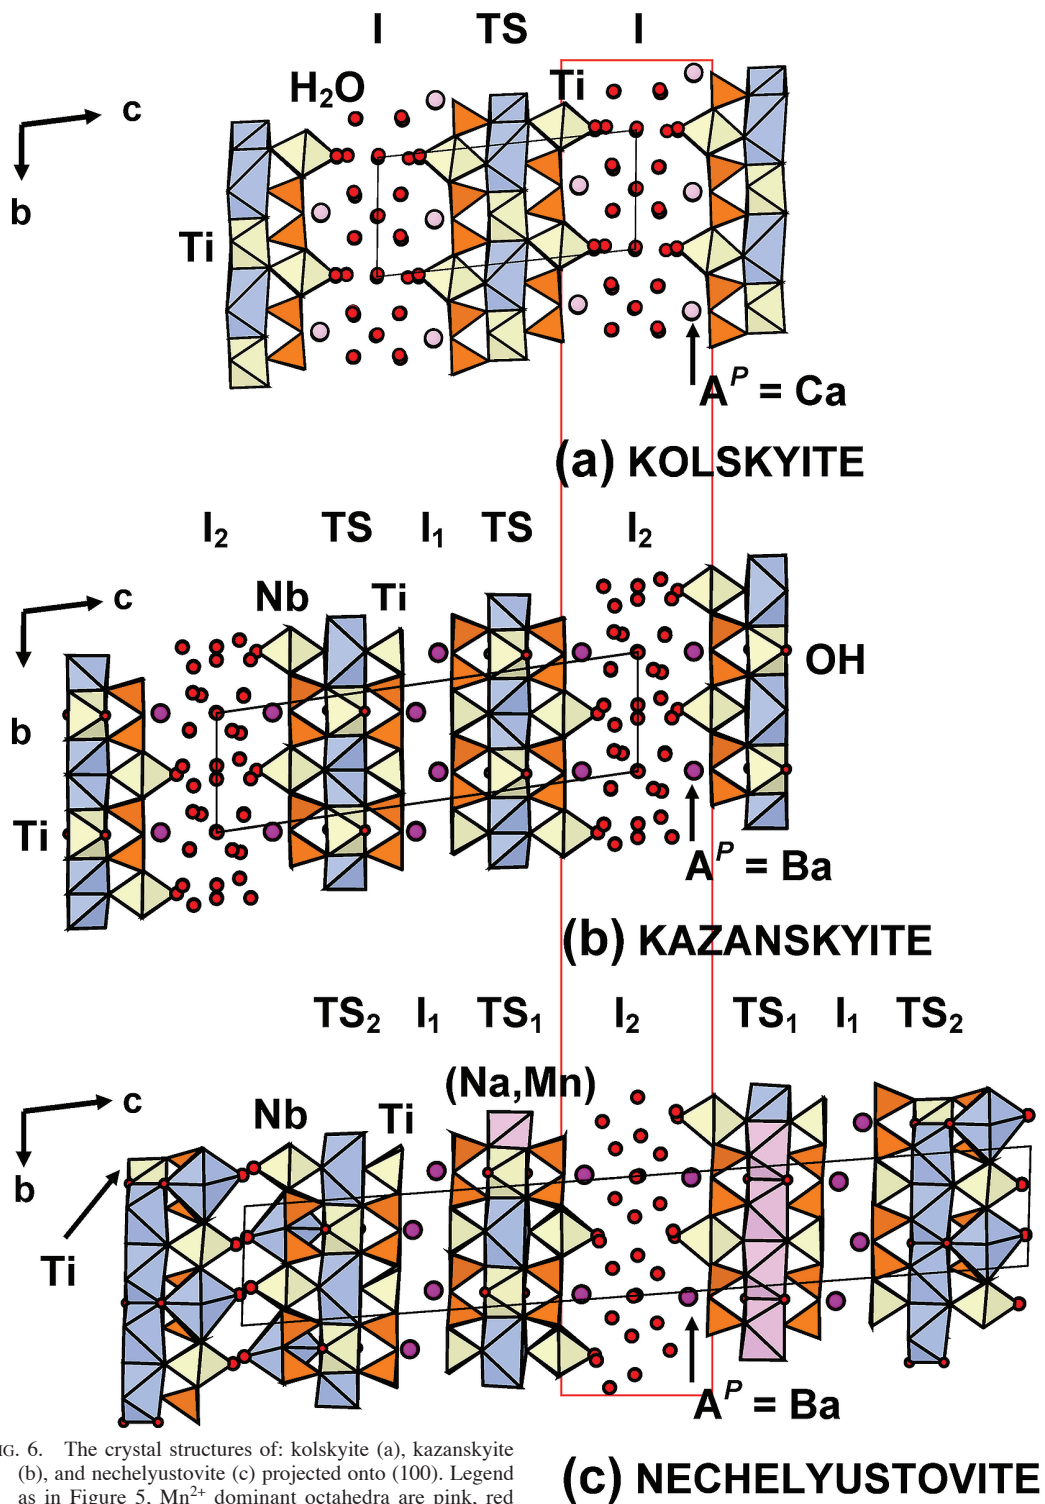 I TS I
H₂O Ti
c
b
Ti
Aᴾ = Ca
(a) KOLSKYITE
I₂ TS I₁ TS I₂
Nb Ti
c
b
OH
Ti
Aᴾ = Ba
(b) KAZANSKYITE
TS₂ I₁ TS₁ I₂ TS₁ I₁ TS₂
(Na,Mn)
c
Nb Ti
b
Ti
Aᴾ = Ba
(c) NECHELYUSTOVITE
6. The crystal structures of: kolskyite (a), kazanskyite
(b), and nechelyustovite (c) projected onto (100). Legend
as in Figure 5, Mn²⁺ dominant octahedra are pink, red